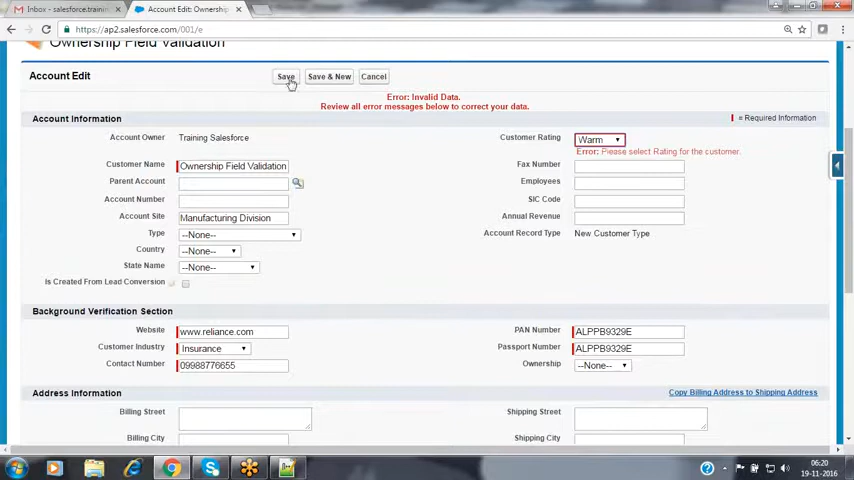 Inbox - salesforce.trainin
Account Edit: Ownership
https://ap2.salesforce.com/001/e
Ownership Field Validation
Account Edit
Save
Save & New
Cancel
Error: Invalid Data.
Review all error messages below to correct your data.
Account Information
= Required Information
Account Owner Training Salesforce
Customer Rating Warm
Error: Please select Rating for the customer.
Customer Name Ownership Field Validation
Fax Number
Parent Account
Employees
Account Number
SIC Code
Account Site Manufacturing Division
Annual Revenue
Type --None--
Account Record Type New Customer Type
Country --None--
State Name --None--
Is Created From Lead Conversion
Background Verification Section
Website www.reliance.com
PAN Number ALPPB9329E
Customer Industry Insurance
Passport Number ALPPB9329E
Contact Number 09988776655
Ownership --None--
Address Information
Copy Billing Address to Shipping Address
Billing Street
Shipping Street
Billing City
Shipping City
06:20
19-11-2016